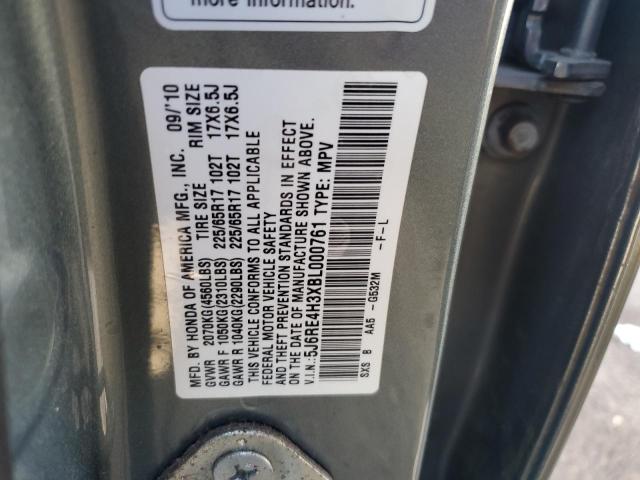 more information.
MFD. BY HONDA OF AMERICA MFG., INC. 09/'10
TIRE SIZE RIM SIZE
GVWR 2070KG(4560LBS)
GAWR F 1050KG(2310LBS) 225/65R17 102T 17X6.5J
GAWR R 1040KG(2290LBS) 225/65R17 102T 17X6.5J
THIS VEHICLE CONFORMS TO ALL APPLICABLE
FEDERAL MOTOR VEHICLE SAFETY
AND THEFT PREVENTION STANDARDS IN EFFECT
ON THE DATE OF MANUFACTURE SHOWN ABOVE.
V.I.N.:5J6RE4H3XBL000761 TYPE: MPV
SXS B AA5 -G532M -F-L